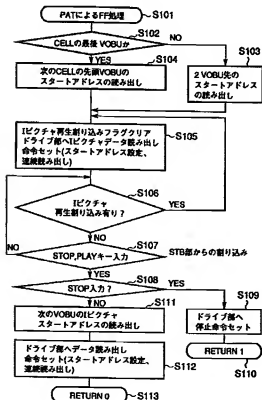 PATによるFF処理
S101
S102
CELLの最後 VOBUか
NO
S103
YES
S104
次のCELLの先頭VOBUの
スタートアドレスの読み出し
2 VOBU先の
スタートアドレス
の読み出し
Iピクチャ再生割り込みフラグクリア
ドライブ部へIピクチャデータ読み出し
命令セット(スタートアドレス設定、
連続読み出し)
S105
S106
Iピクチャ
再生割り込み有り?
YES
NO
S107
STOP,PLAYキー入力
STB部からの割り込み
NO
YES
S108
STOP入力?
YES
NO
S111
S109
次のVOBUのIピクチャ
スタートアドレスの読み出し
ドライブ部へ
停止命令セット
ドライブ部へデータ読み出し
命令セット(スタートアドレス設定、
連続読み出し)
S112
RETURN 1
S110
RETURN 0
S113